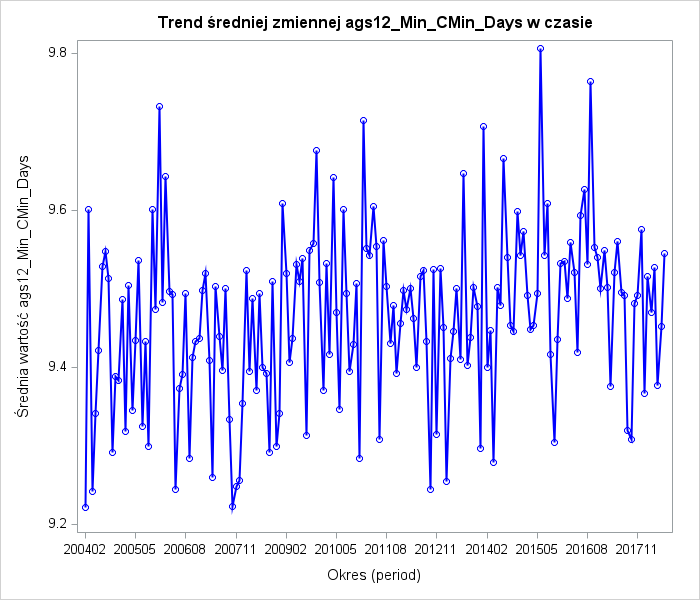 Trend średniej zmiennej ags12_Min_CMin_Days w czasie
Średnia wartość ags12_Min_CMin_Days
9.8
9.6
9.4
9.2
200402 200505 200608 200711 200902 201005 201108 201211 201402 201505 201608 201711
Okres (period)